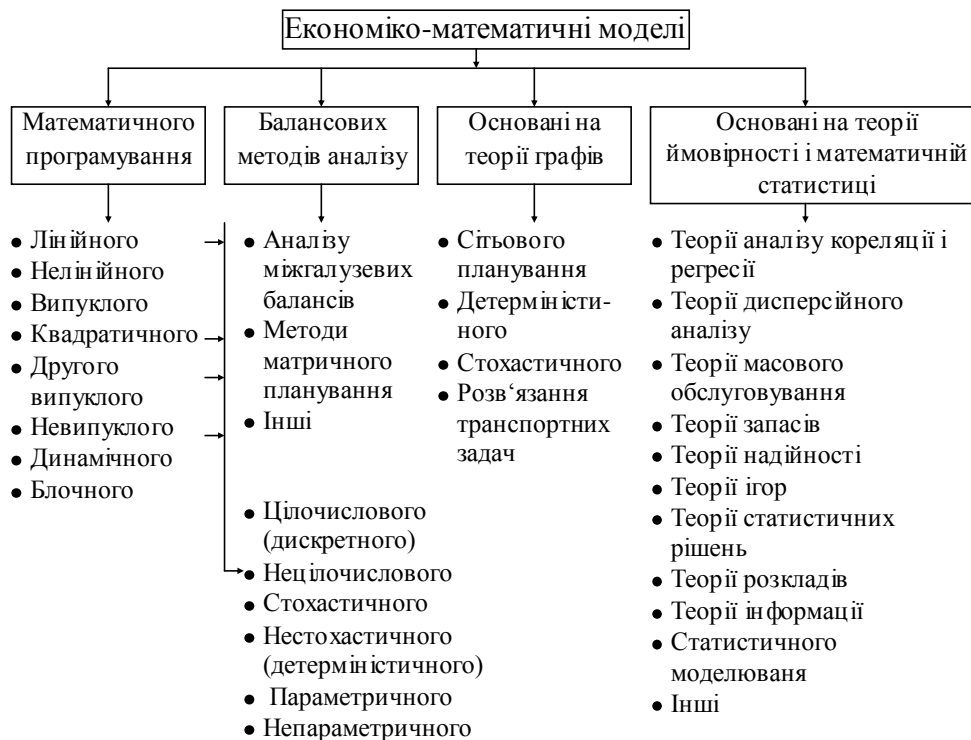 Економіко-математичні моделі
Математичного
програмування
Балансових
методів аналізу
Основані на
теорії графів
Основані на теорії
ймовірності і математичній
статистиці
• Лінійного
• Нелінійного
• Випуклого
• Квадратичного
• Другого
випуклого
• Невипуклого
• Динамічного
• Блочного
• Аналізу
міжгалузевих
балансів
• Методи
матричного
планування
• Інші
• Цілочислового
(дискретного)
• Нецілочислового
• Стохастичного
• Нестохастичного
(детерміністичного)
• Параметричного
• Непараметричного
• Сітьового
планування
• Детерміністи-
ного
• Стохастичного
• Розв‘язання
транспортних
задач
• Теорії аналізу кореляції і
регресії
• Теорії дисперсійного
аналізу
• Теорії масового
обслуговування
• Теорії запасів
• Теорії надійності
• Теорії ігор
• Теорії статистичних
рішень
• Теорії розкладів
• Теорії інформації
• Статистичного
моделюваня
• Інші